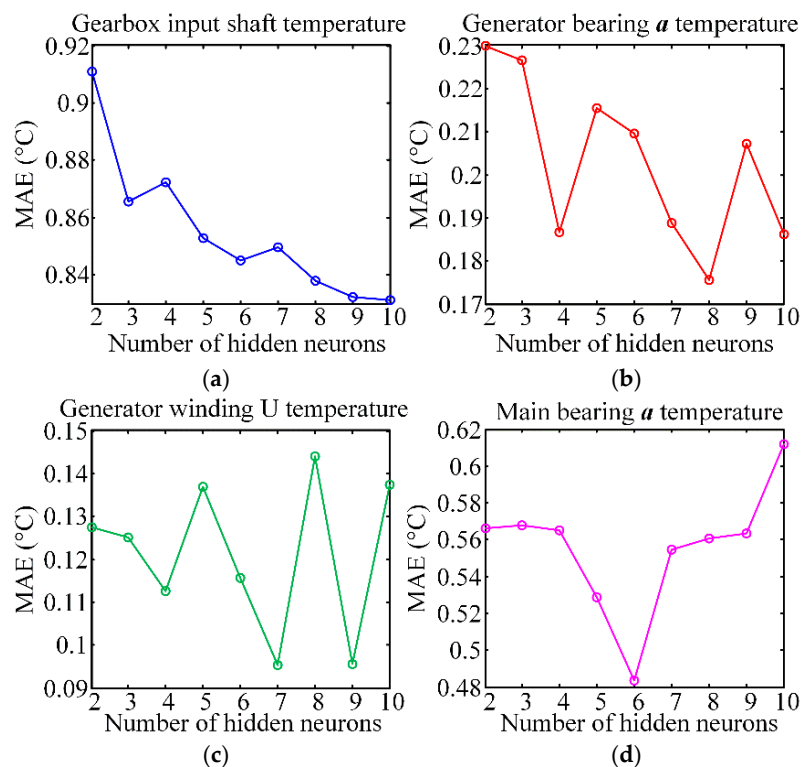 Gearbox input shaft temperature
0.92
0.9
0.88
0.86
0.84
MAE (°C)
2 3 4 5 6 7 8 9 10
Number of hidden neurons
(a)
Generator bearing a temperature
0.23
0.22
0.21
0.2
0.19
0.18
0.17
MAE (°C)
2 3 4 5 6 7 8 9 10
Number of hidden neurons
(b)
Generator winding U temperature
0.15
0.14
0.13
0.12
0.11
0.1
0.09
MAE (°C)
2 3 4 5 6 7 8 9 10
Number of hidden neurons
(c)
Main bearing a temperature
0.62
0.6
0.58
0.56
0.54
0.52
0.5
0.48
MAE (°C)
2 3 4 5 6 7 8 9 10
Number of hidden neurons
(d)